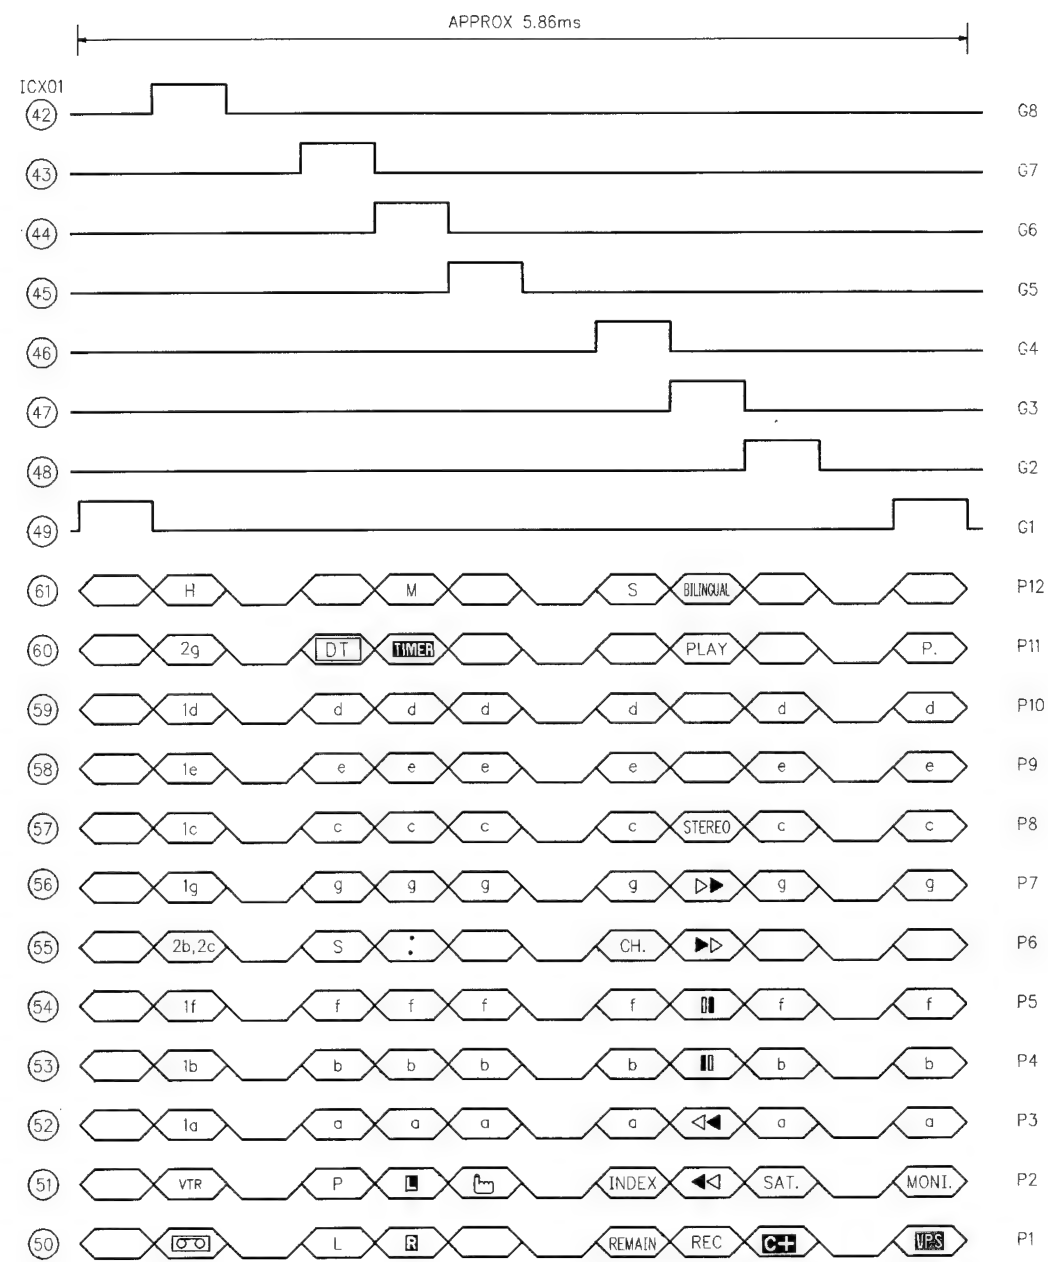 APPROX 5.86ms
ICX01
42 G8
43 G7
44 G6
45 G5
46 G4
47 G3
48 G2
49 G1
61 H M S BILINGUAL P12
60 2g DT TIMER PLAY P. P11
59 1d d d d d d d P10
58 1e e e e e e e P9
57 1c c c c c STEREO c c P8
56 1g g g g g g g P7
55 2b,2c S : CH. P6
54 1f f f f f f f P5
53 1b b b b b b b P4
52 1a a a a a a a P3
51 VTR P L INDEX SAT. MONI. P2
50 L R REMAIN REC C+ VPS P1